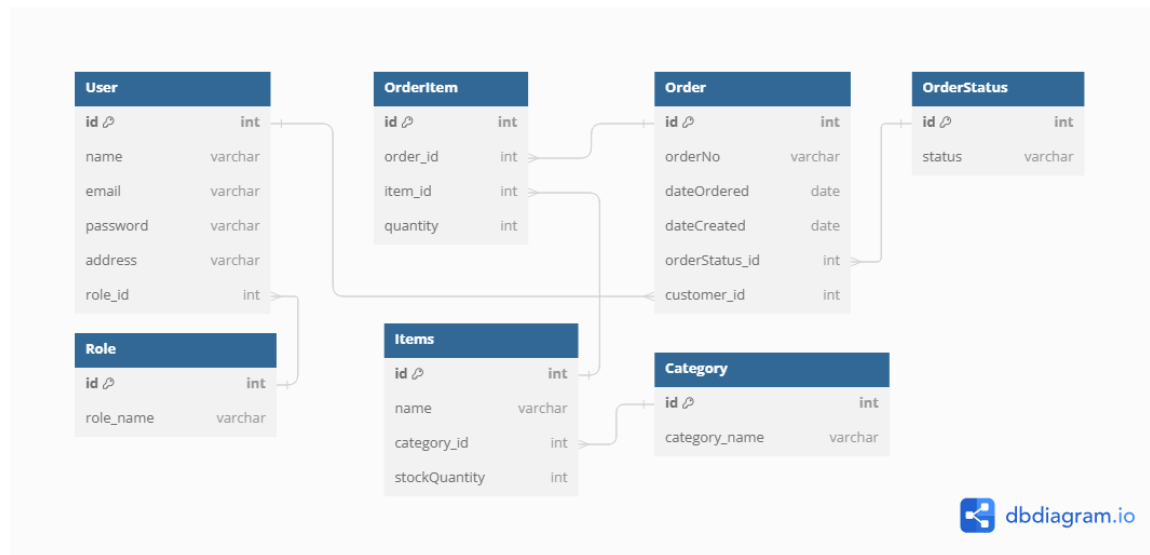 User
id int
name varchar
email varchar
password varchar
address varchar
role_id int
Role
id int
role_name varchar
OrderItem
id int
order_id int
item_id int
quantity int
Items
id int
name varchar
category_id int
stockQuantity int
Order
id int
orderNo varchar
dateOrdered date
dateCreated date
orderStatus_id int
customer_id int
Category
id int
category_name varchar
OrderStatus
id int
status varchar
dbdiagram.io